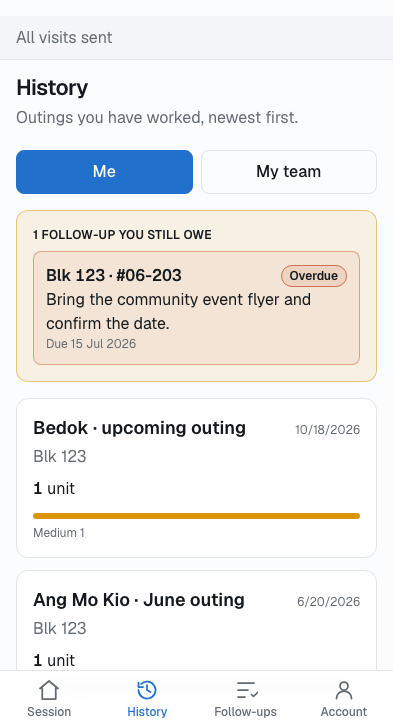 All visits sent
History
Outings you have worked, newest first.
Me
My team
1 FOLLOW-UP YOU STILL OWE
Blk 123 · #06-203
Overdue
Bring the community event flyer and
confirm the date.
Due 15 Jul 2026
Bedok · upcoming outing
10/18/2026
Blk 123
1 unit
Medium 1
Ang Mo Kio · June outing
6/20/2026
Blk 123
1 unit
Session
History
Follow-ups
Account